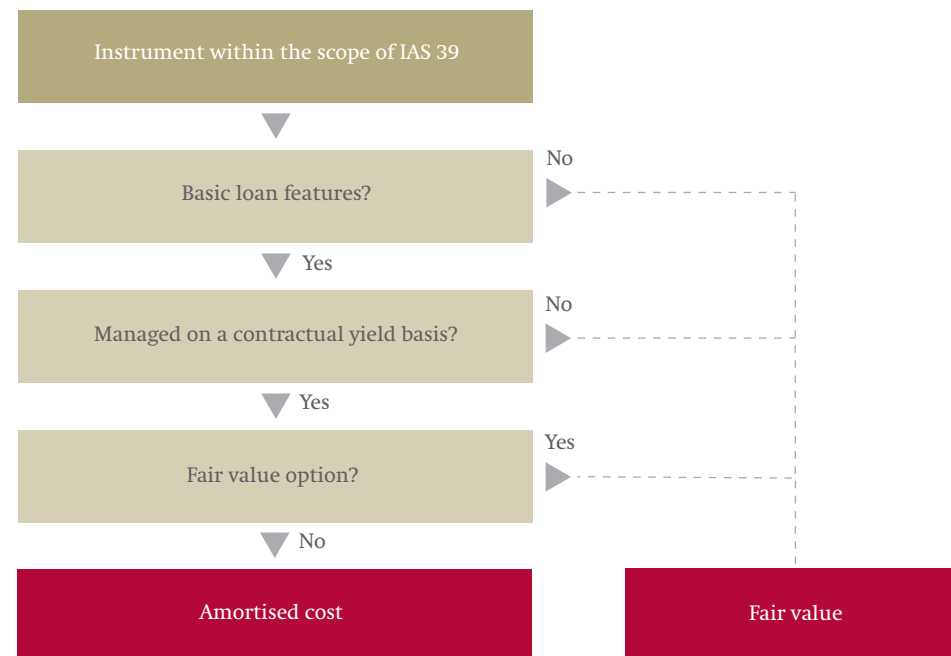 Instrument within the scope of IAS 39
Basic loan features?
No
Yes
Managed on a contractual yield basis?
No
Yes
Fair value option?
Yes
No
Amortised cost
Fair value